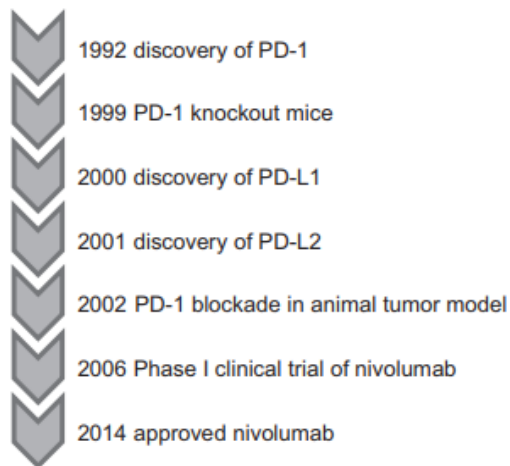 1992 discovery of PD-1
1999 PD-1 knockout mice
2000 discovery of PD-L1
2001 discovery of PD-L2
2002 PD-1 blockade in animal tumor model
2006 Phase I clinical trial of nivolumab
2014 approved nivolumab